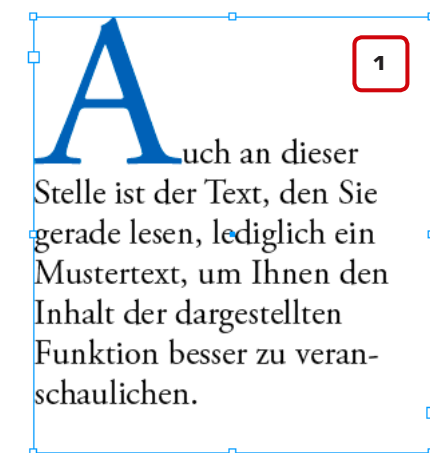 1
Auch an dieser
Stelle ist der Text, den Sie
gerade lesen, lediglich ein
Mustertext, um Ihnen den
Inhalt der dargestellten
Funktion besser zu veran-
schaulichen.